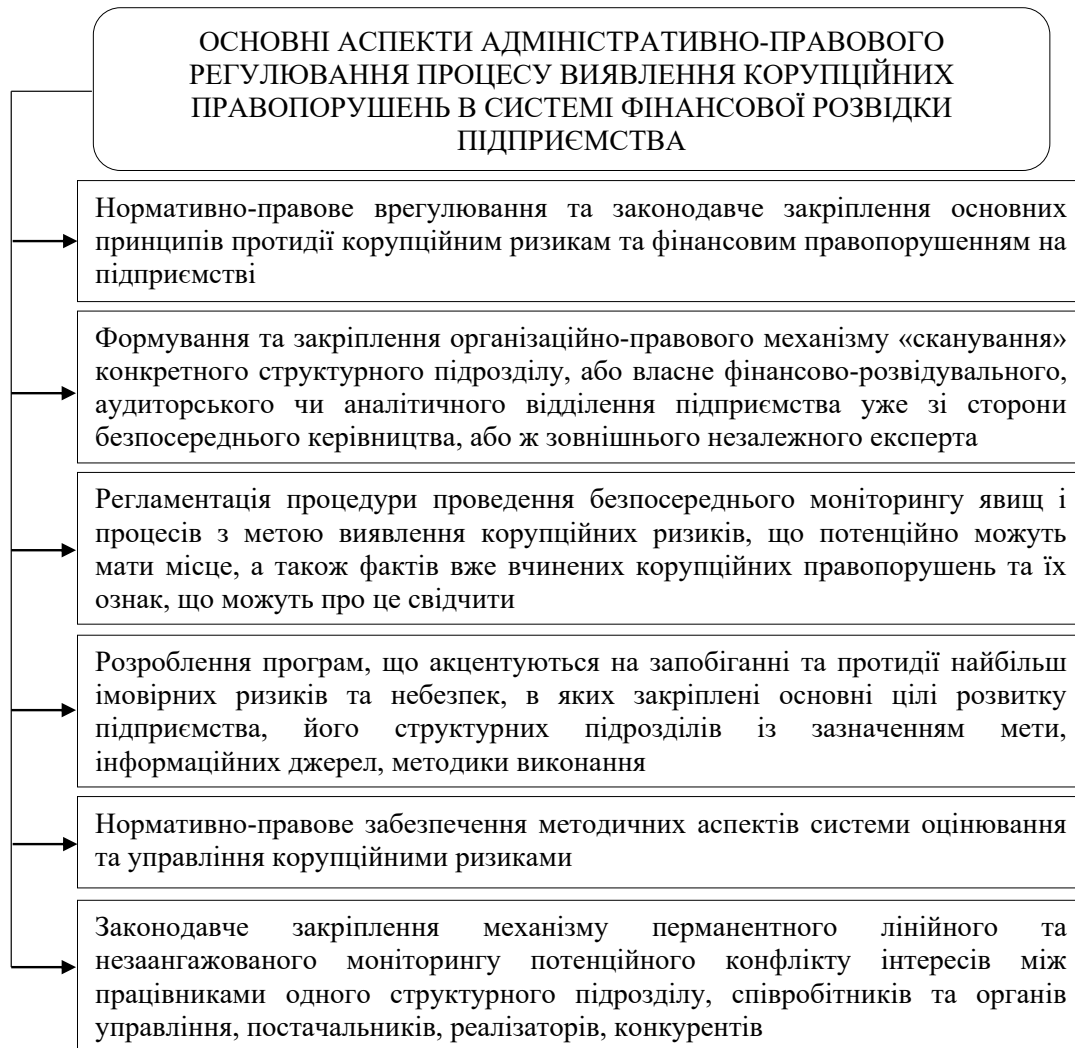 ОСНОВНІ АСПЕКТИ АДМІНІСТРАТИВНО-ПРАВОВОГО
РЕГУЛЮВАННЯ ПРОЦЕСУ ВИЯВЛЕННЯ КОРУПЦІЙНИХ
ПРАВОПОРУШЕНЬ В СИСТЕМІ ФІНАНСОВОЇ РОЗВІДКИ
ПІДПРИЄМСТВА
Нормативно-правове врегулювання та законодавче закріплення основних
принципів протидії корупційним ризикам та фінансовим правопорушенням на
підприємстві
Формування та закріплення організаційно-правового механізму «сканування»
конкретного структурного підрозділу, або власне фінансово-розвідувального,
аудиторського чи аналітичного відділення підприємства уже зі сторони
безпосереднього керівництва, або ж зовнішнього незалежного експерта
Регламентація процедури проведення безпосереднього моніторингу явищ і
процесів з метою виявлення корупційних ризиків, що потенційно можуть
мати місце, а також фактів вже вчинених корупційних правопорушень та їх
ознак, що можуть про це свідчити
Розроблення програм, що акцентуються на запобіганні та протидії найбільш
імовірних ризиків та небезпек, в яких закріплені основні цілі розвитку
підприємства, його структурних підрозділів із зазначенням мети,
інформаційних джерел, методики виконання
Нормативно-правове забезпечення методичних аспектів системи оцінювання
та управління корупційними ризиками
Законодавче закріплення механізму перманентного лінійного та
незаангажованого моніторингу потенційного конфлікту інтересів між
працівниками одного структурного підрозділу, співробітників та органів
управління, постачальників, реалізаторів, конкурентів